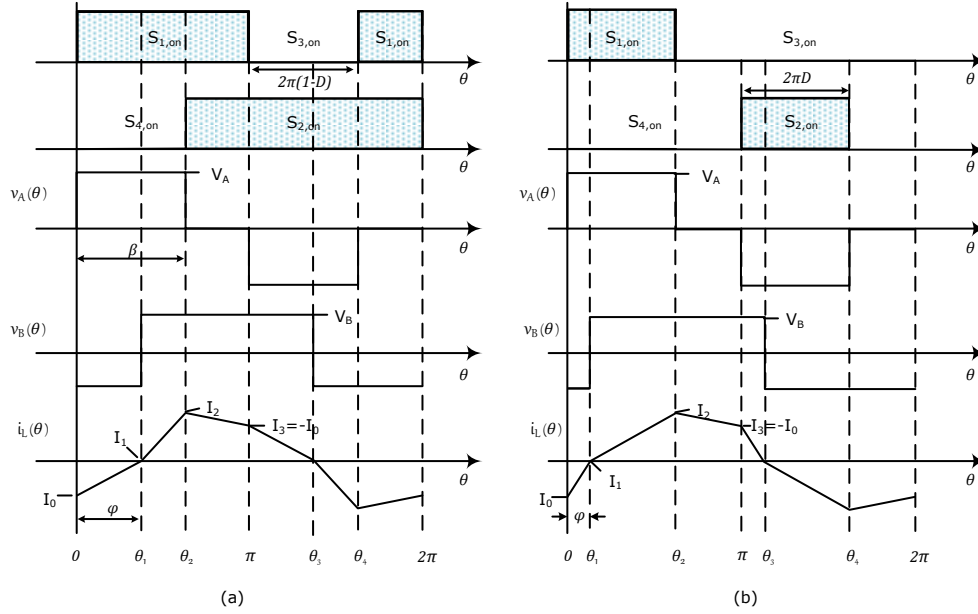 S1,on S3,on S1,on
θ
2π(1-D)
S4,on S2,on
θ
VA
vA(θ)
θ
β
VB
vB(θ)
θ
I2
iL(θ)
I3=-I0
I1
θ
I0
φ
0 θ1 θ2 π θ3 θ4 2π
(a)
S1,on S3,on
θ
2πD
S4,on S2,on
θ
VA
vA(θ)
θ
VB
vB(θ)
θ
I2
iL(θ)
I3=-I0
θ
I1
I0
φ
0 θ1 θ2 π θ3 θ4 2π
(b)